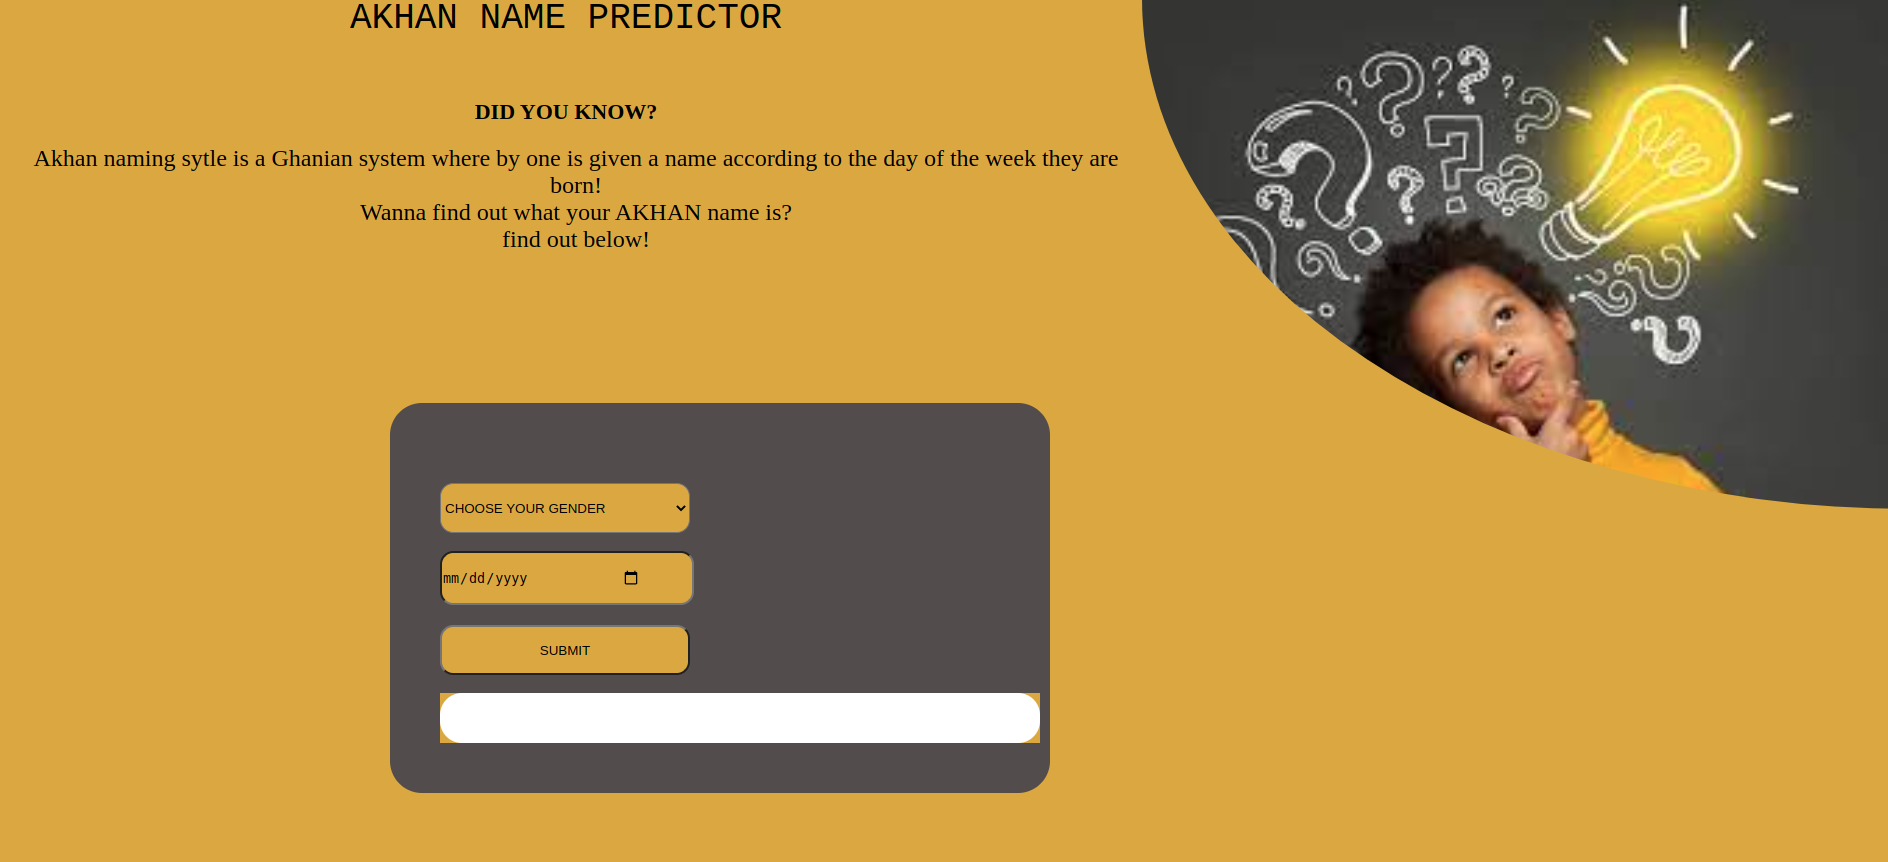 AKHAN NAME PREDICTOR
DID YOU KNOW?
Akhan naming sytle is a Ghanian system where by one is given a name according to the day of the week they are
born!
Wanna find out what your AKHAN name is?
find out below!
CHOOSE YOUR GENDER
mm/dd/yyyy
SUBMIT